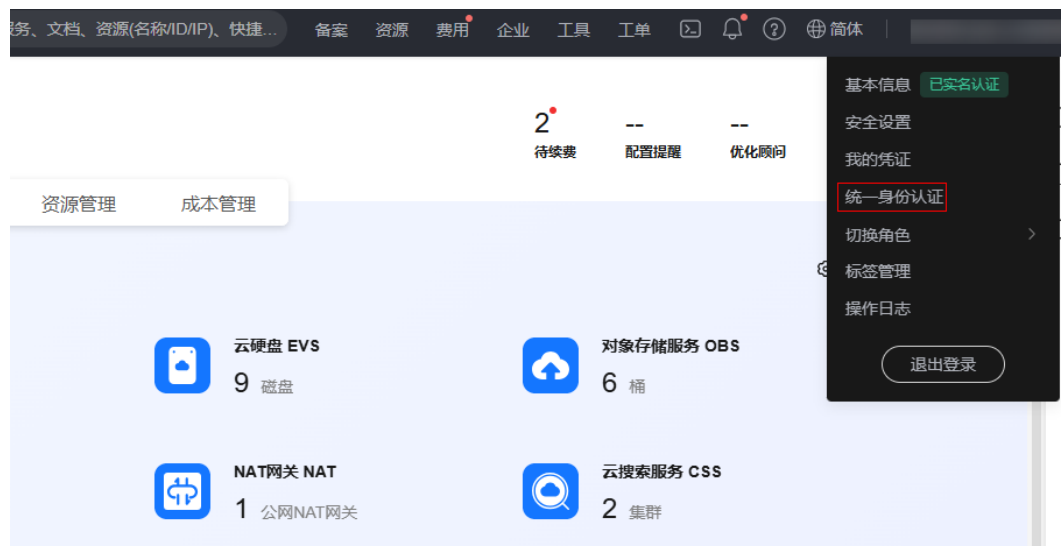 服务、文档、资源(名称/ID/IP)、快捷... 备案 资源 费用 企业 工具 工单 简体
基本信息 已实名认证
安全设置
我的凭证
统一身份认证
切换角色
标签管理
操作日志
退出登录
2 -- --
待续费 配置提醒 优化顾问
资源管理 成本管理
云硬盘 EVS
9 磁盘
对象存储服务 OBS
6 桶
NAT网关 NAT
1 公网NAT网关
云搜索服务 CSS
2 集群